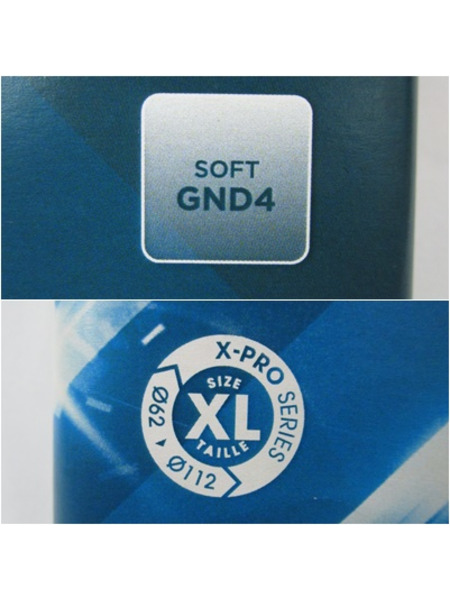 SOFT
GND4
X-PRO SERIES
SIZE
XL
TAILLE
Ø62 ▸ Ø112